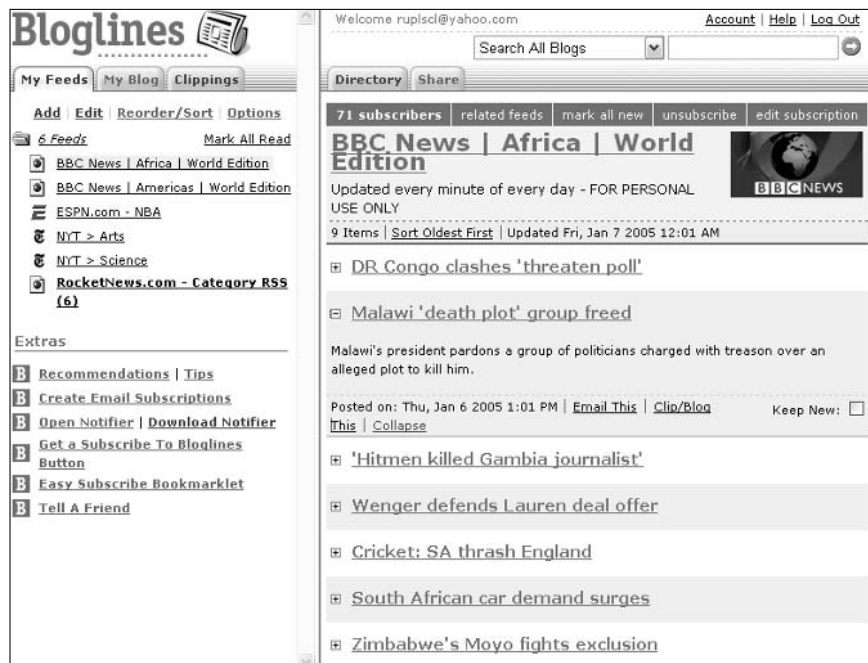 Bloglines
My Feeds
My Blog
Clippings
Add | Edit | Reorder/Sort | Options
6 Feeds
Mark All Read
BBC News | Africa | World Edition
BBC News | Americas | World Edition
ESPN.com - NBA
NYT > Arts
NYT > Science
RocketNews.com - Category RSS
(6)
Extras
B Recommendations | Tips
B Create Email Subscriptions
B Open Notifier | Download Notifier
B Get a Subscribe To Bloglines
Button
B Easy Subscribe Bookmarklet
B Tell A Friend
Welcome ruplscl@yahoo.com
Account | Help | Log Out
Search All Blogs
Directory
Share
71 subscribers | related feeds | mark all new | unsubscribe | edit subscription
BBC News | Africa | World
Edition
BBC NEWS
Updated every minute of every day - FOR PERSONAL
USE ONLY
9 Items | Sort Oldest First | Updated Fri, Jan 7 2005 12:01 AM
DR Congo clashes 'threaten poll'
Malawi 'death plot' group freed
Malawi's president pardons a group of politicians charged with treason over an
alleged plot to kill him.
Posted on: Thu, Jan 6 2005 1:01 PM | Email This | Clip/Blog
This | Collapse
Keep New:
'Hitmen killed Gambia journalist'
Wenger defends Lauren deal offer
Cricket: SA thrash England
South African car demand surges
Zimbabwe's Moyo fights exclusion